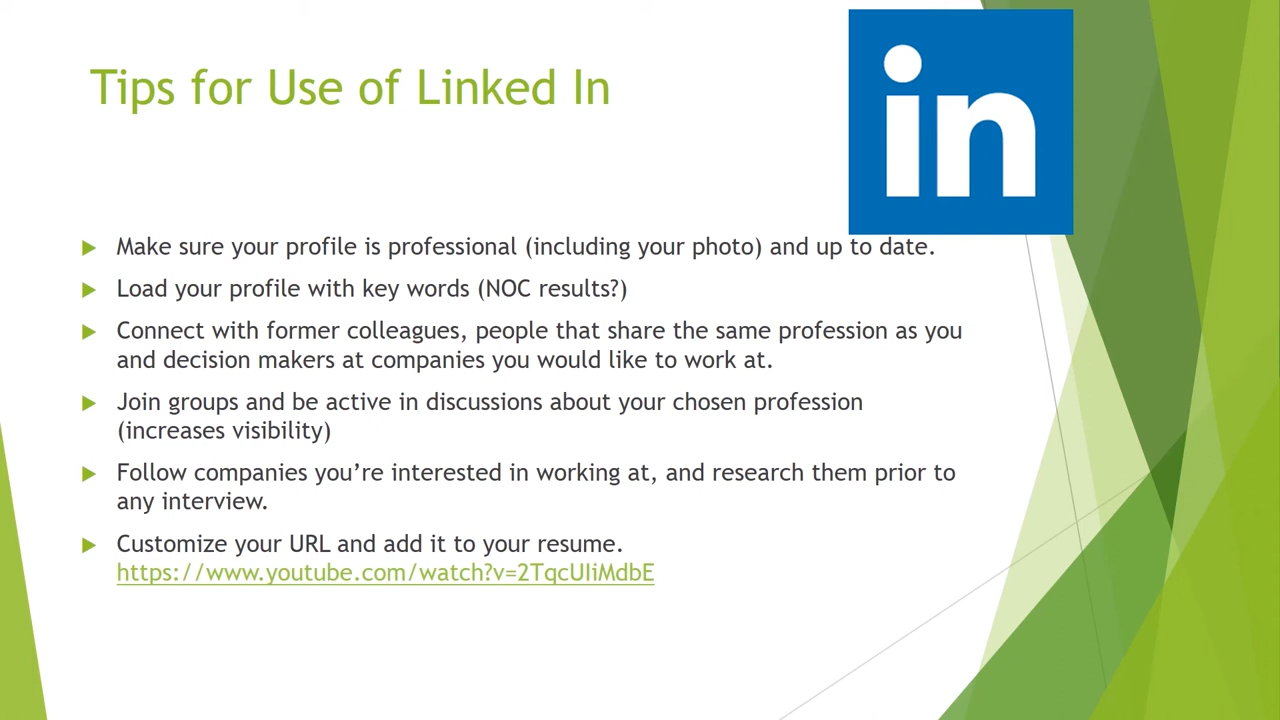 in
Tips for Use of Linked In
Make sure your profile is professional (including your photo) and up to date.
Load your profile with key words (NOC results?)
Connect with former colleagues, people that share the same profession as you
and decision makers at companies you would like to work at.
Join groups and be active in discussions about your chosen profession
(increases visibility)
Follow companies you’re interested in working at, and research them prior to
any interview.
Customize your URL and add it to your resume.
https://www.youtube.com/watch?v=2TqcUIiMdbE